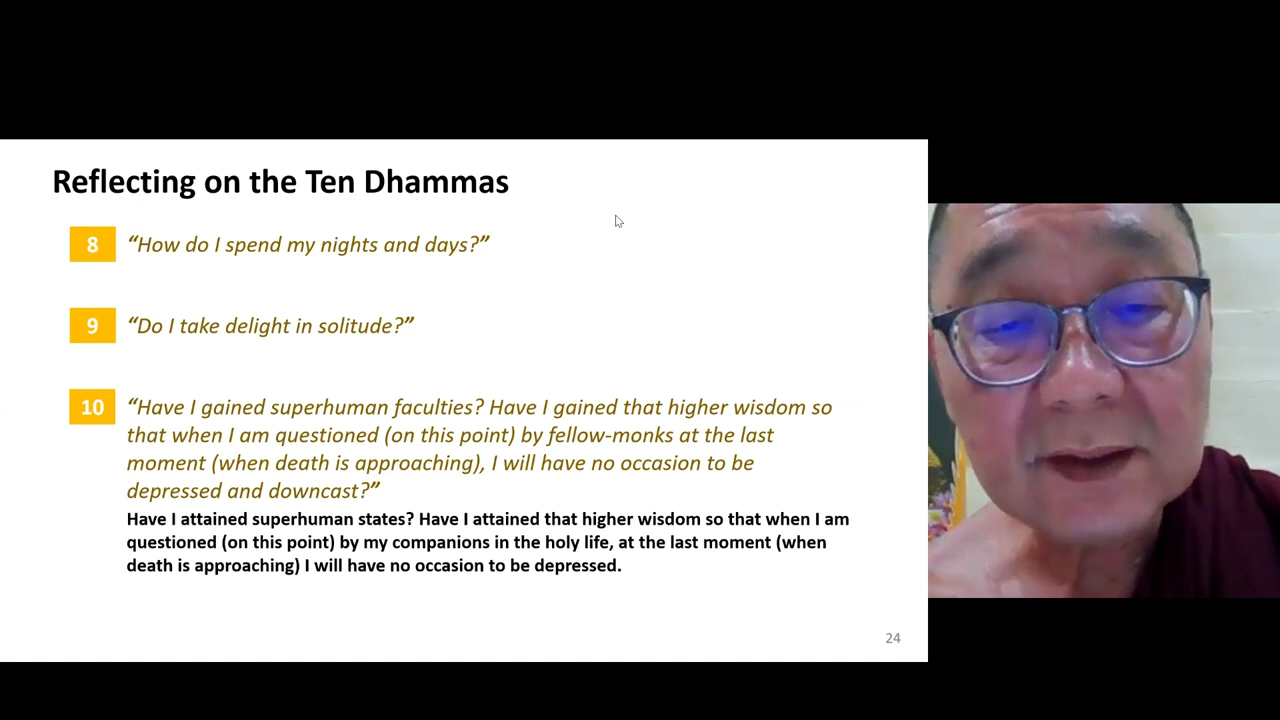 Reflecting on the Ten Dhammas
8 “How do I spend my nights and days?”
9 “Do I take delight in solitude?”
10 “Have I gained superhuman faculties? Have I gained that higher wisdom so
that when I am questioned (on this point) by fellow-monks at the last
moment (when death is approaching), I will have no occasion to be
depressed and downcast?”
Have I attained superhuman states? Have I attained that higher wisdom so that when I am
questioned (on this point) by my companions in the holy life, at the last moment (when
death is approaching) I will have no occasion to be depressed.
24